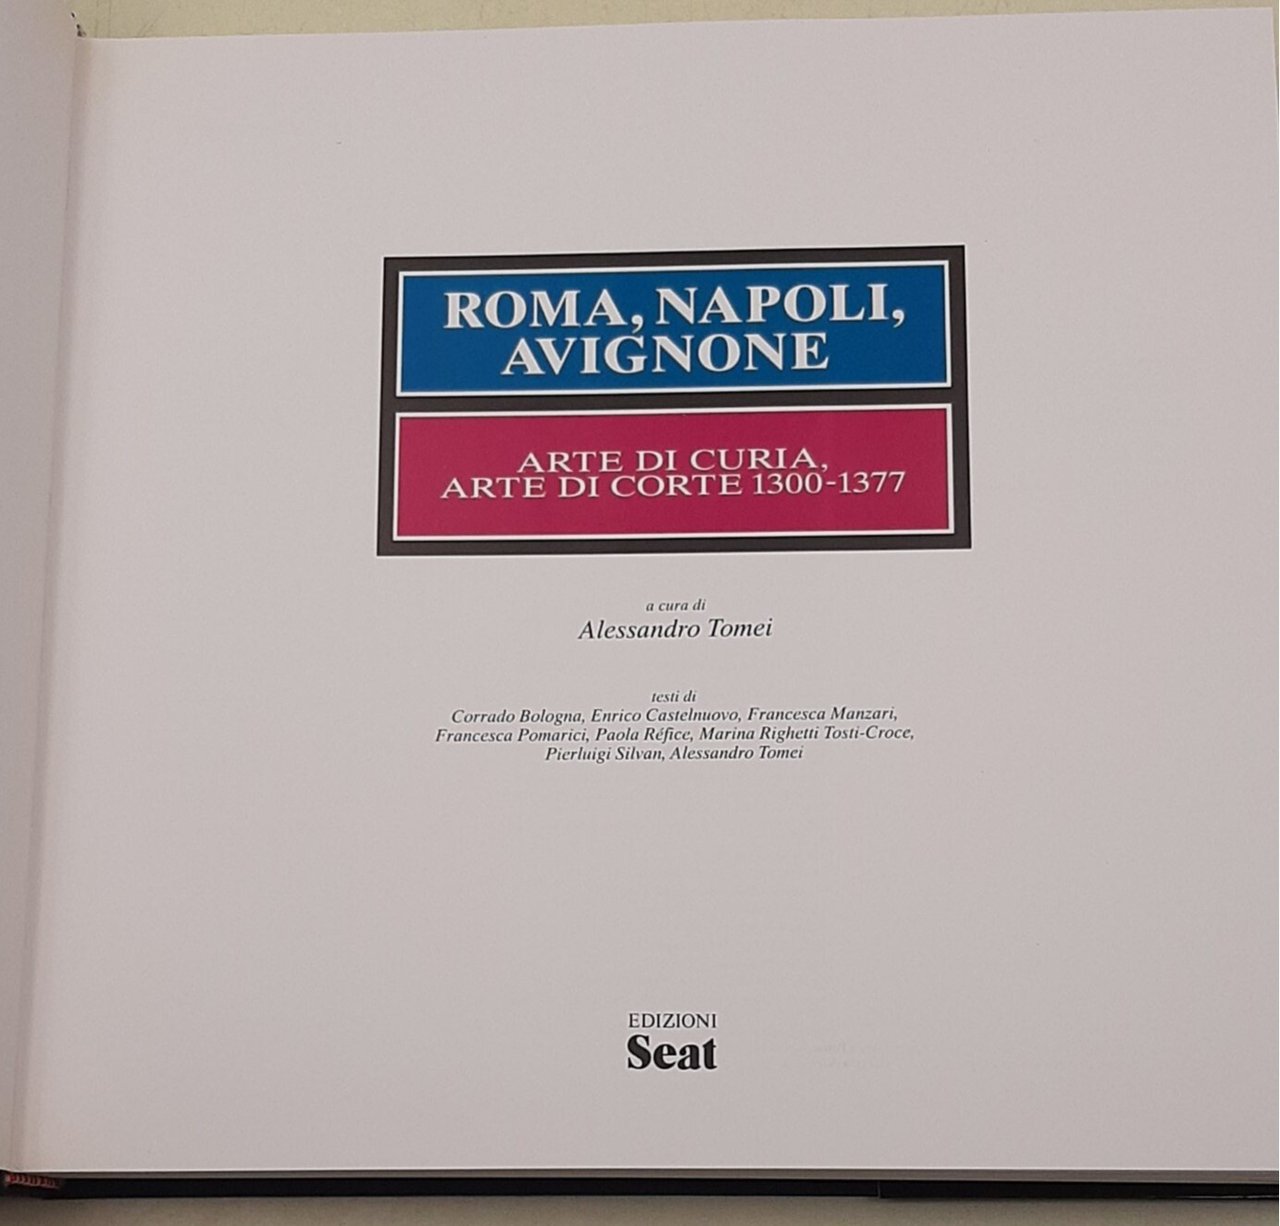 ROMA, NAPOLI,
AVIGNONE
ARTE DI CURIA,
ARTE DI CORTE 1300-1377
a cura di
Alessandro Tomei
testi di
Corrado Bologna, Enrico Castelnuovo, Francesca Manzari,
Francesca Pomarici, Paola Réfice, Marina Righetti Tosti-Croce,
Pierluigi Silvan, Alessandro Tomei
EDIZIONI
Seat